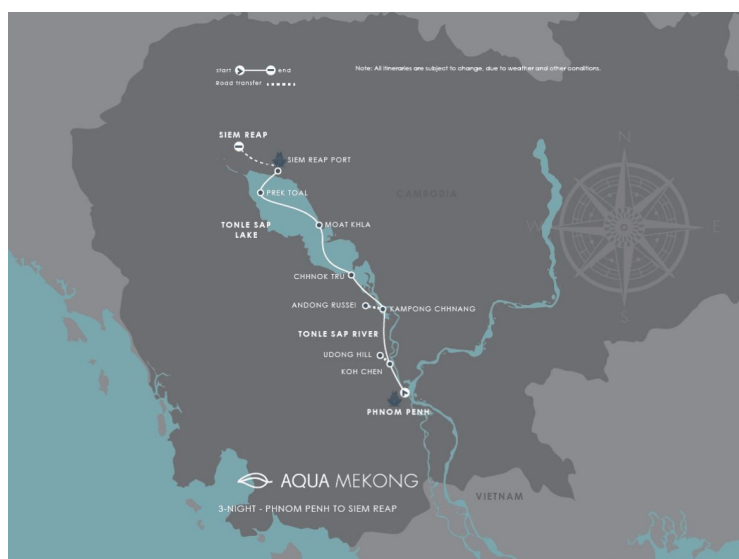 start end
Road transfer
Note: All itineraries are subject to change, due to weather and other conditions.
SIEM REAP
SIEM REAP PORT
PREK TOAL
CAMBODIA
TONLE SAP
LAKE
MOAT KHLA
CHHNOK TRU
ANDONG RUSSEI
KAMPONG CHHNANG
TONLE SAP RIVER
UDONG HILL
KOH CHEN
PHNOM PENH
N
W
E
S
AQUA MEKONG
VIETNAM
3-NIGHT - PHNOM PENH TO SIEM REAP